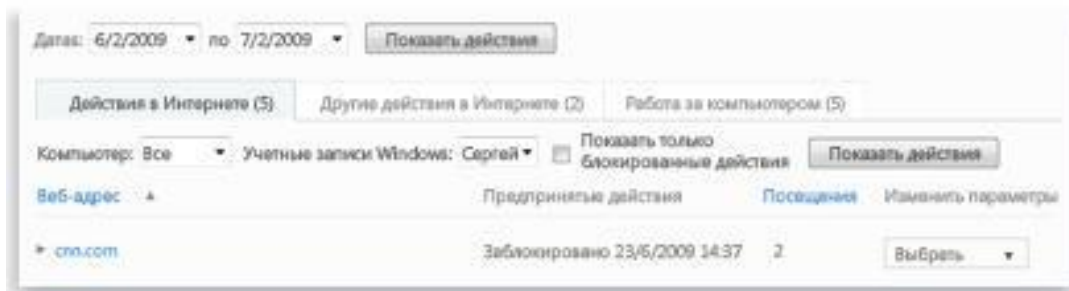 Датаs: 6/2/2009 по 7/2/2009 Показать действия
Действия в Интернете (5) Другие действия в Интернете (2) Работа за компьютером (5)
Компьютер: Все Учетные записи Windows: Сергей Показать только блокированные действия Показать действия
Веб-адрес Предпринятые действия Посещения Изменить параметры
cnn.com Заблокировано 23/6/2009 14:37 2 Выбрать